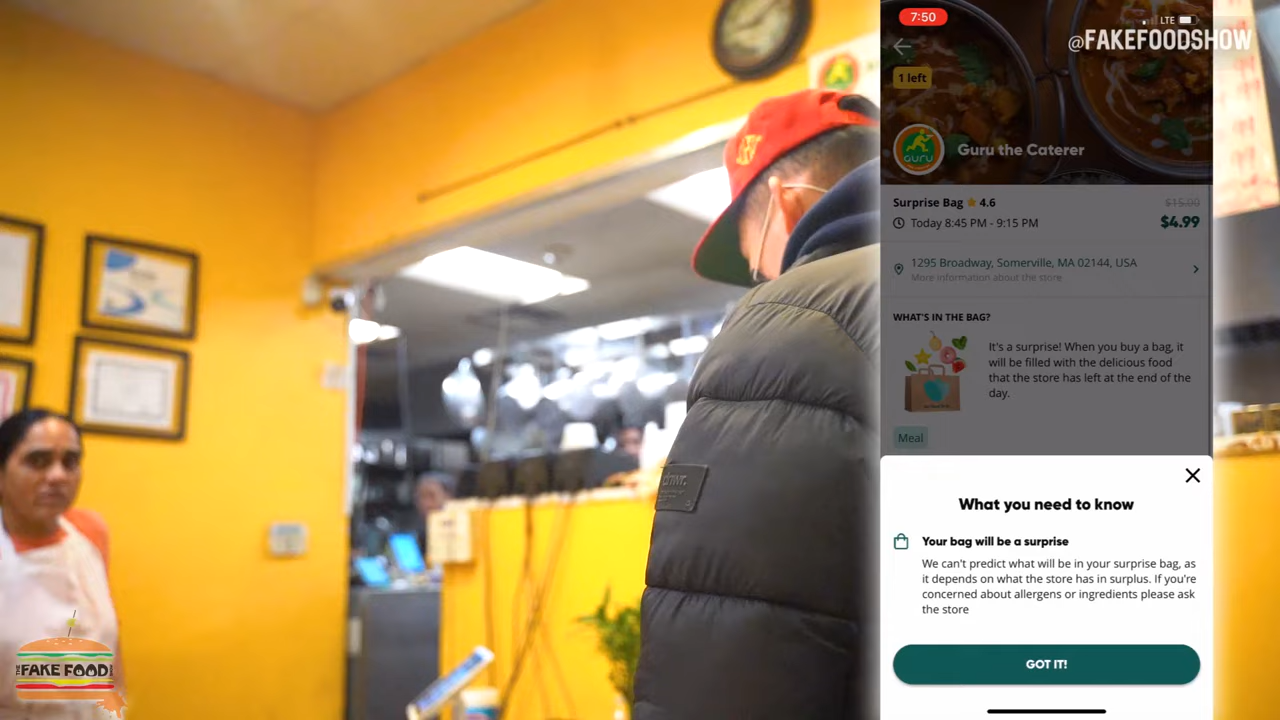 7:50
LTE
@FAKEFOODSHOW
1 left
GURU
Guru the Caterer
Surprise Bag 4.6
$15.00
Today 8:45 PM - 9:15 PM
$4.99
1295 Broadway, Somerville, MA 02144, USA
More information about the store
WHAT'S IN THE BAG?
It's a surprise! When you buy a bag, it
will be filled with the delicious food
that the store has left at the end of the
day.
Meal
What you need to know
Your bag will be a surprise
We can't predict what will be in your surprise bag, as
it depends on what the store has in surplus. If you're
concerned about allergens or ingredients please ask
the store
GOT IT!
THE FAKE FOOD